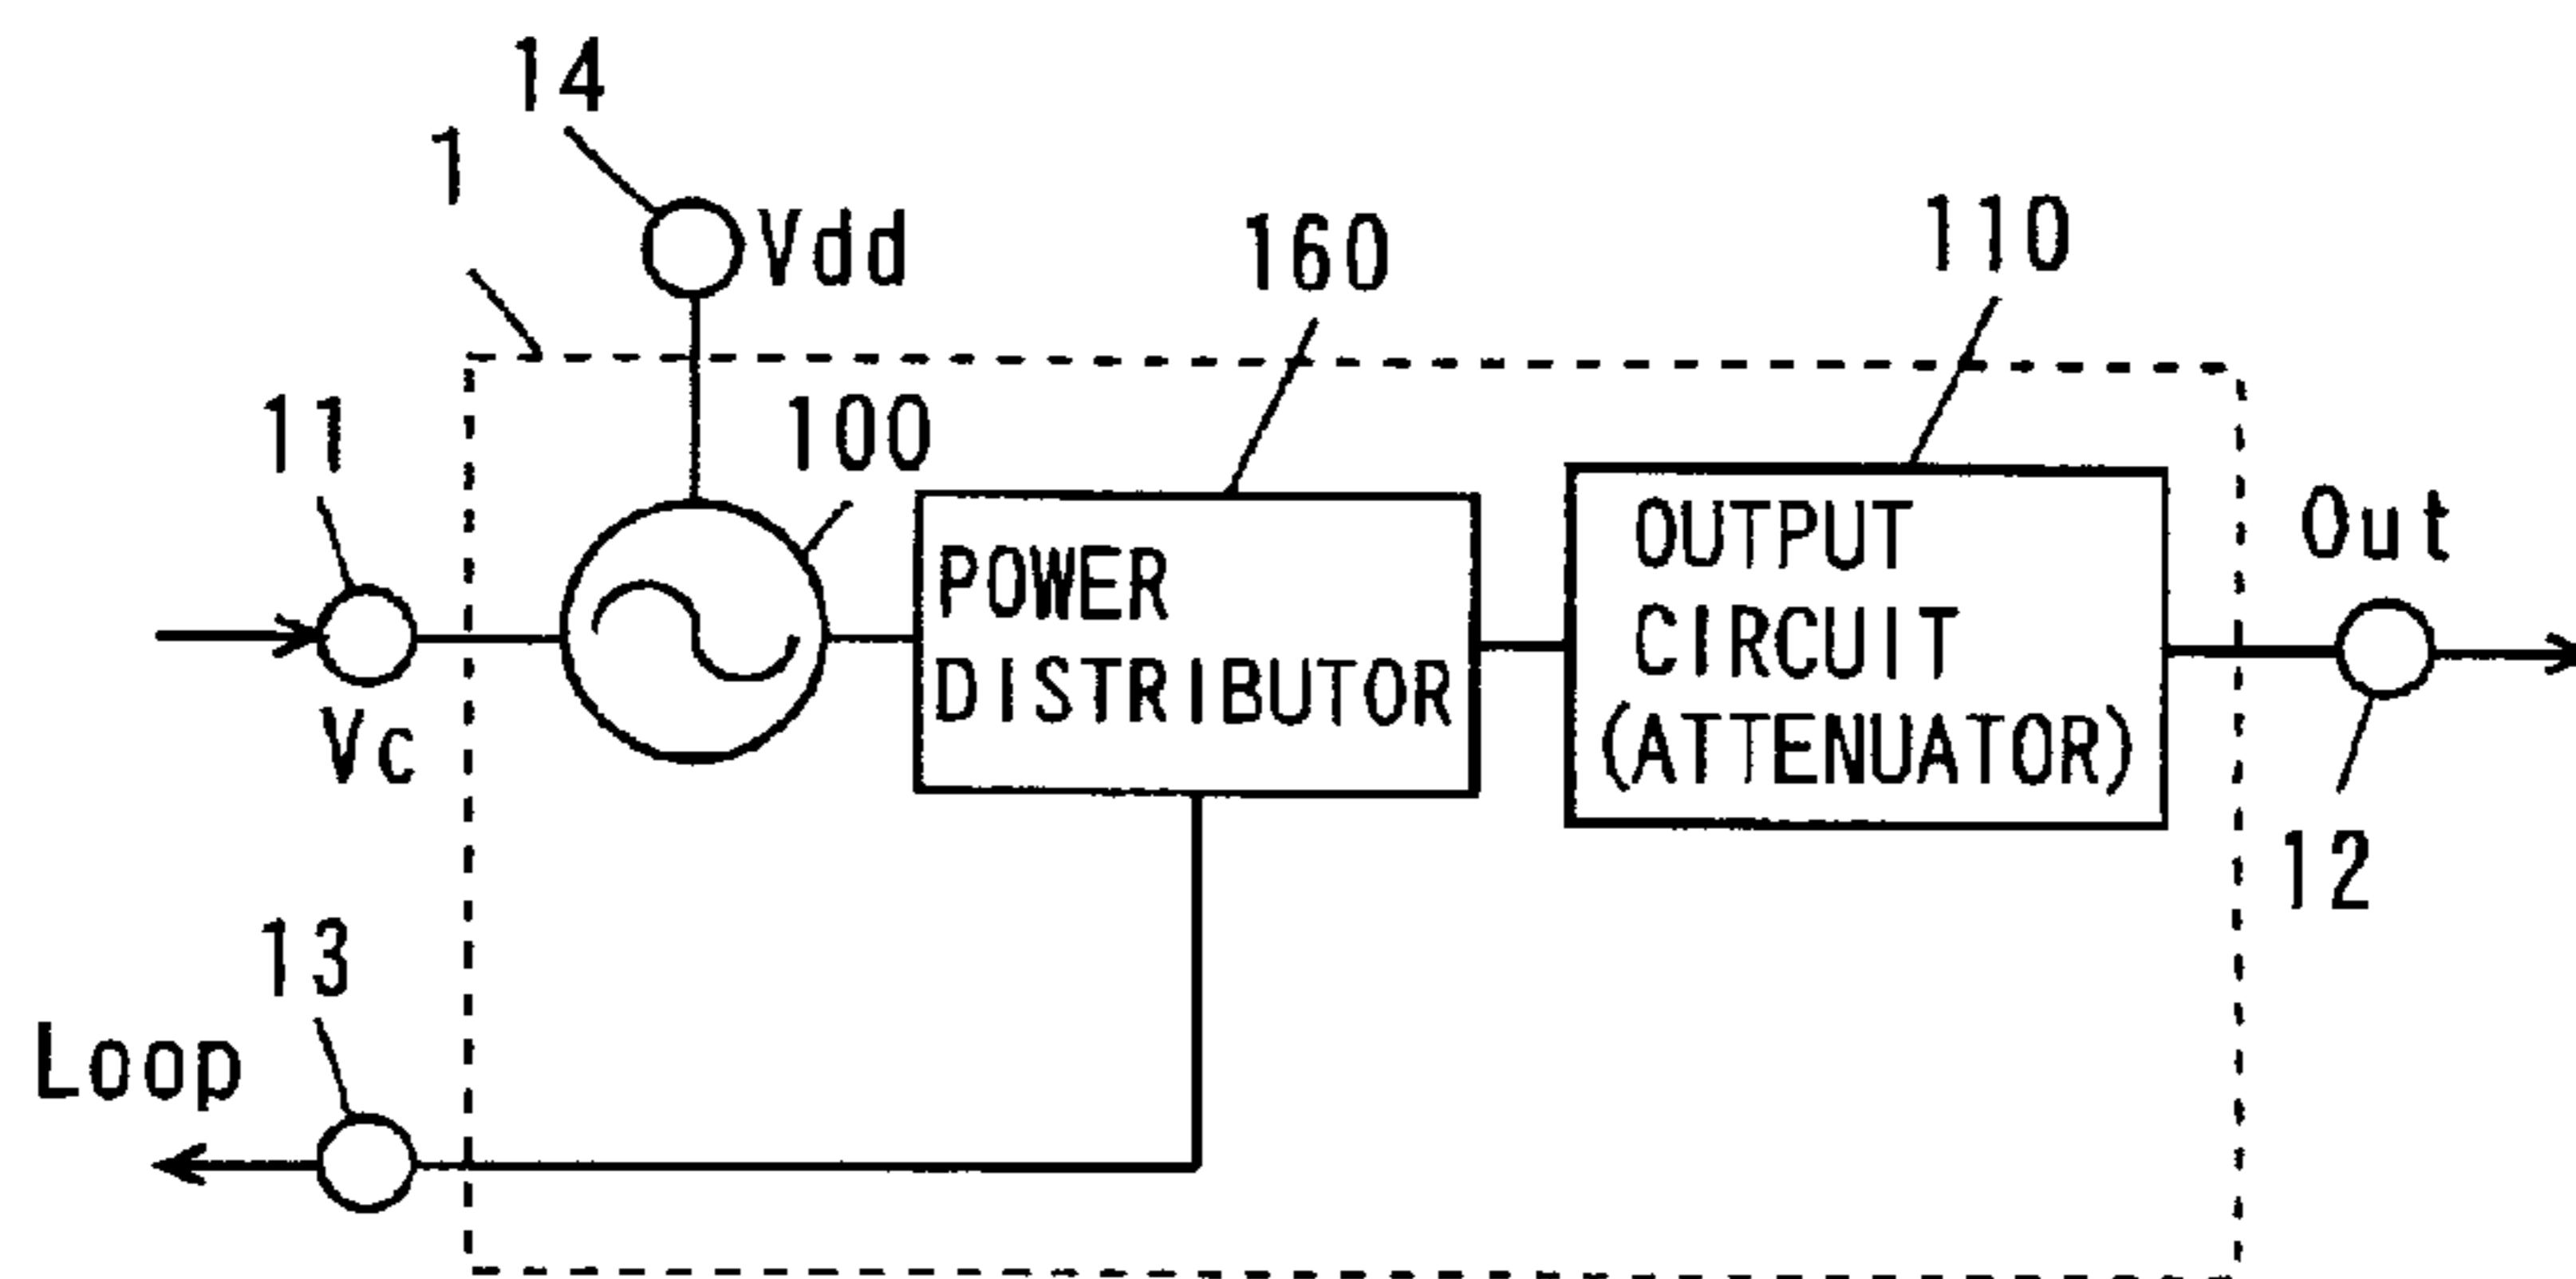 14
1
Vdd
160
110
11
100
Out
POWER
DISTRIBUTOR
OUTPUT
CIRCUIT
(ATTENUATOR)
Vc
12
13
Loop